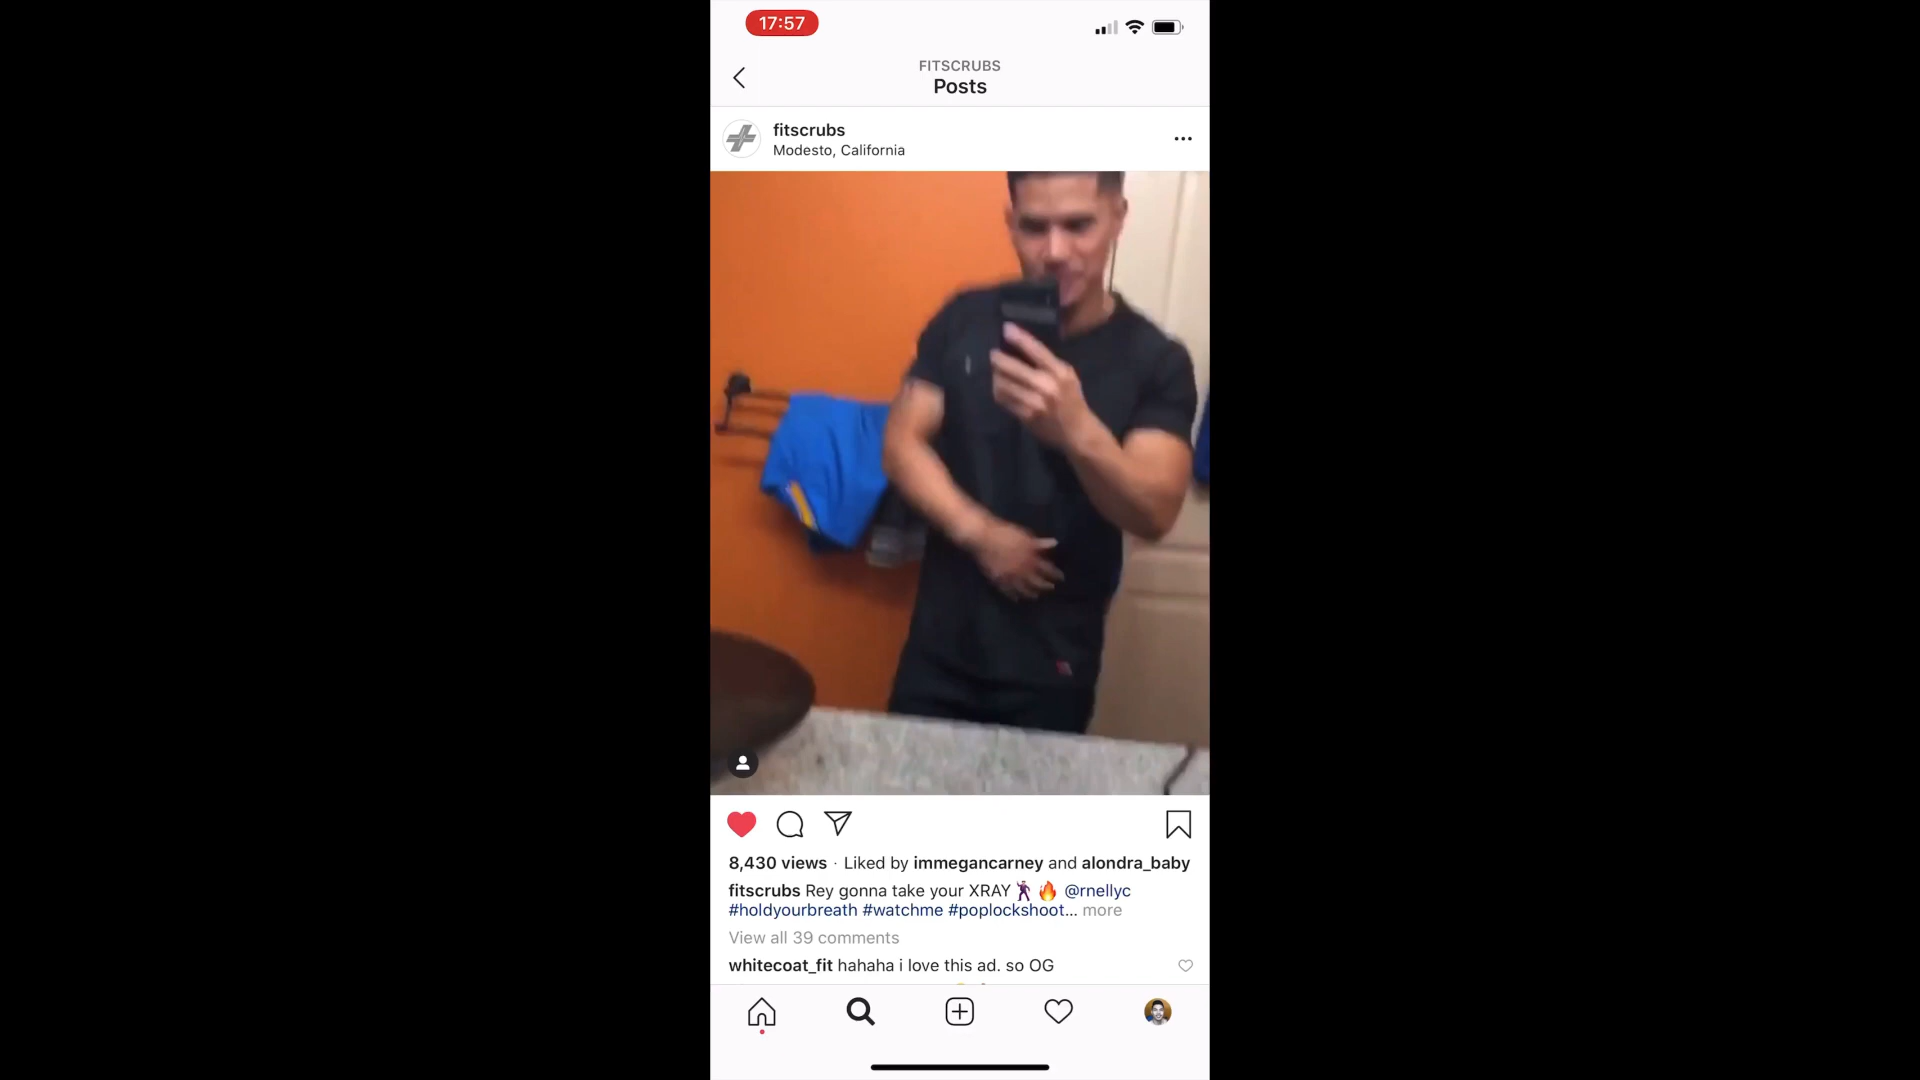 17:57
FITSCRUBS
Posts
fitscrubs
Modesto, California
8,430 views · Liked by immegancarney and alondra_baby
fitscrubs Rey gonna take your XRAY🕺🔥 @rnellyc
#holdyourbreath #watchme #poplockshoot... more
View all 39 comments
whitecoat_fit hahaha i love this ad. so OG